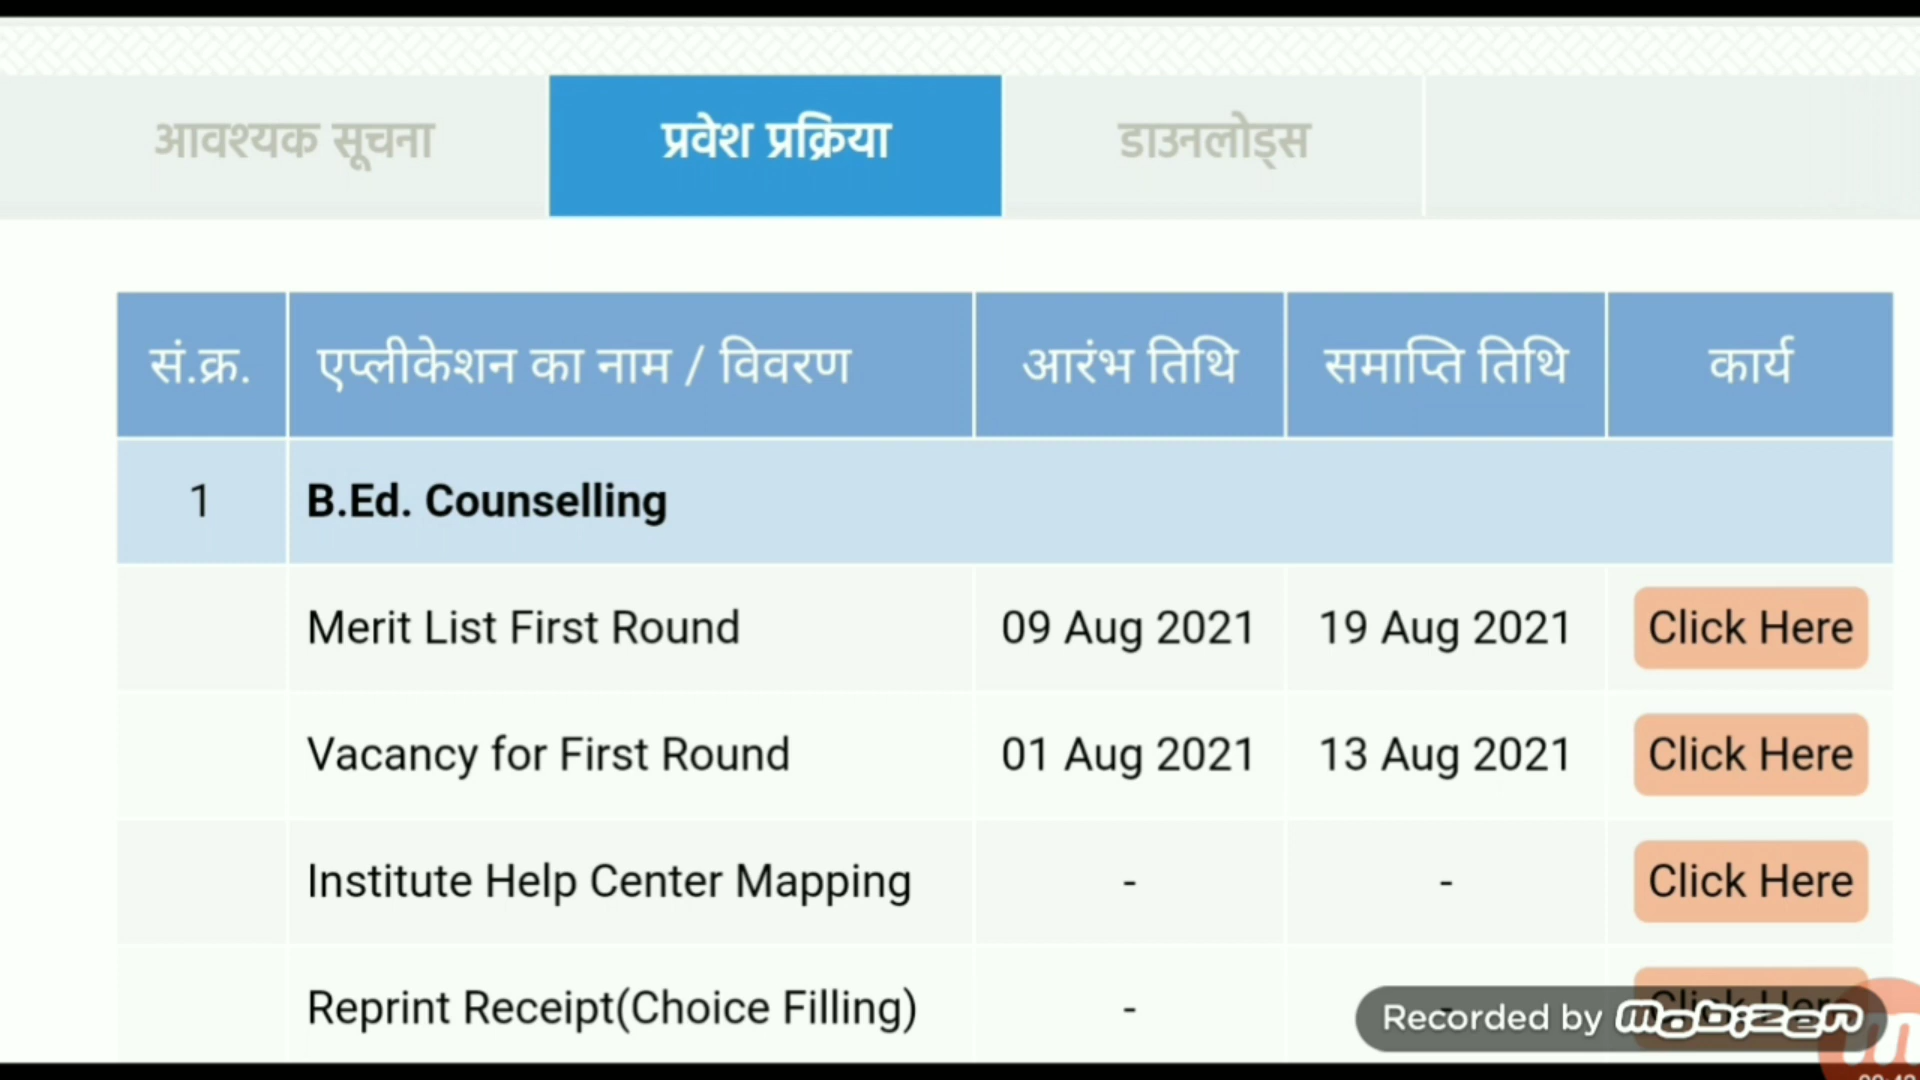 आवश्यक सूचना प्रवेश प्रक्रिया डाउनलोड्स
सं.क्र. एप्लीकेशन का नाम / विवरण आरंभ तिथि समाप्ति तिथि कार्य
1 B.Ed. Counselling
Merit List First Round 09 Aug 2021 19 Aug 2021 Click Here
Vacancy for First Round 01 Aug 2021 13 Aug 2021 Click Here
Institute Help Center Mapping - - Click Here
Reprint Receipt(Choice Filling) - - Click Here
Recorded by mobizen